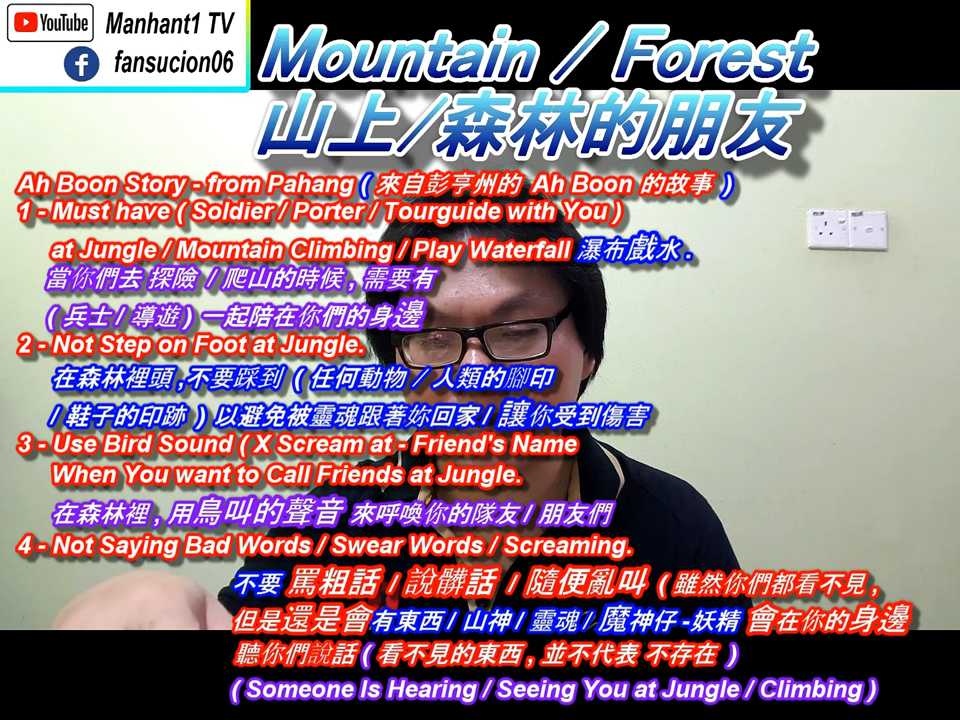 YouTube Manhant1 TV
fansucion06
Mountain / Forest
山上/森林的朋友
Ah Boon Story - from Pahang ( 來自彭亨州的 Ah Boon 的故事 )
1 - Must have ( Soldier / Porter / Tourguide with You )
at Jungle / Mountain Climbing / Play Waterfall 瀑布戲水 .
當你們去 探險 / 爬山的時候 , 需要有
( 兵士 / 導遊 ) 一起陪在你們的身邊
2 - Not Step on Foot at Jungle.
在森林裡頭 ,不要踩到 ( 任何動物 / 人類的腳印
/ 鞋子的印跡 ) 以避免被靈魂跟著妳回家 / 讓你受到傷害
3 - Use Bird Sound ( X Scream at - Friend's Name
When You want to Call Friends at Jungle.
在森林裡 , 用鳥叫的聲音 來呼喚你的隊友 / 朋友們
4 - Not Saying Bad Words / Swear Words / Screaming.
不要 罵粗話 / 說髒話 / 隨便亂叫 ( 雖然你們都看不見 ,
但是還是會有東西 / 山神 / 靈魂 / 魔神仔 -妖精 會在你的身邊
聽你們說話 ( 看不見的東西 , 並不代表 不存在 )
( Someone Is Hearing / Seeing You at Jungle / Climbing )